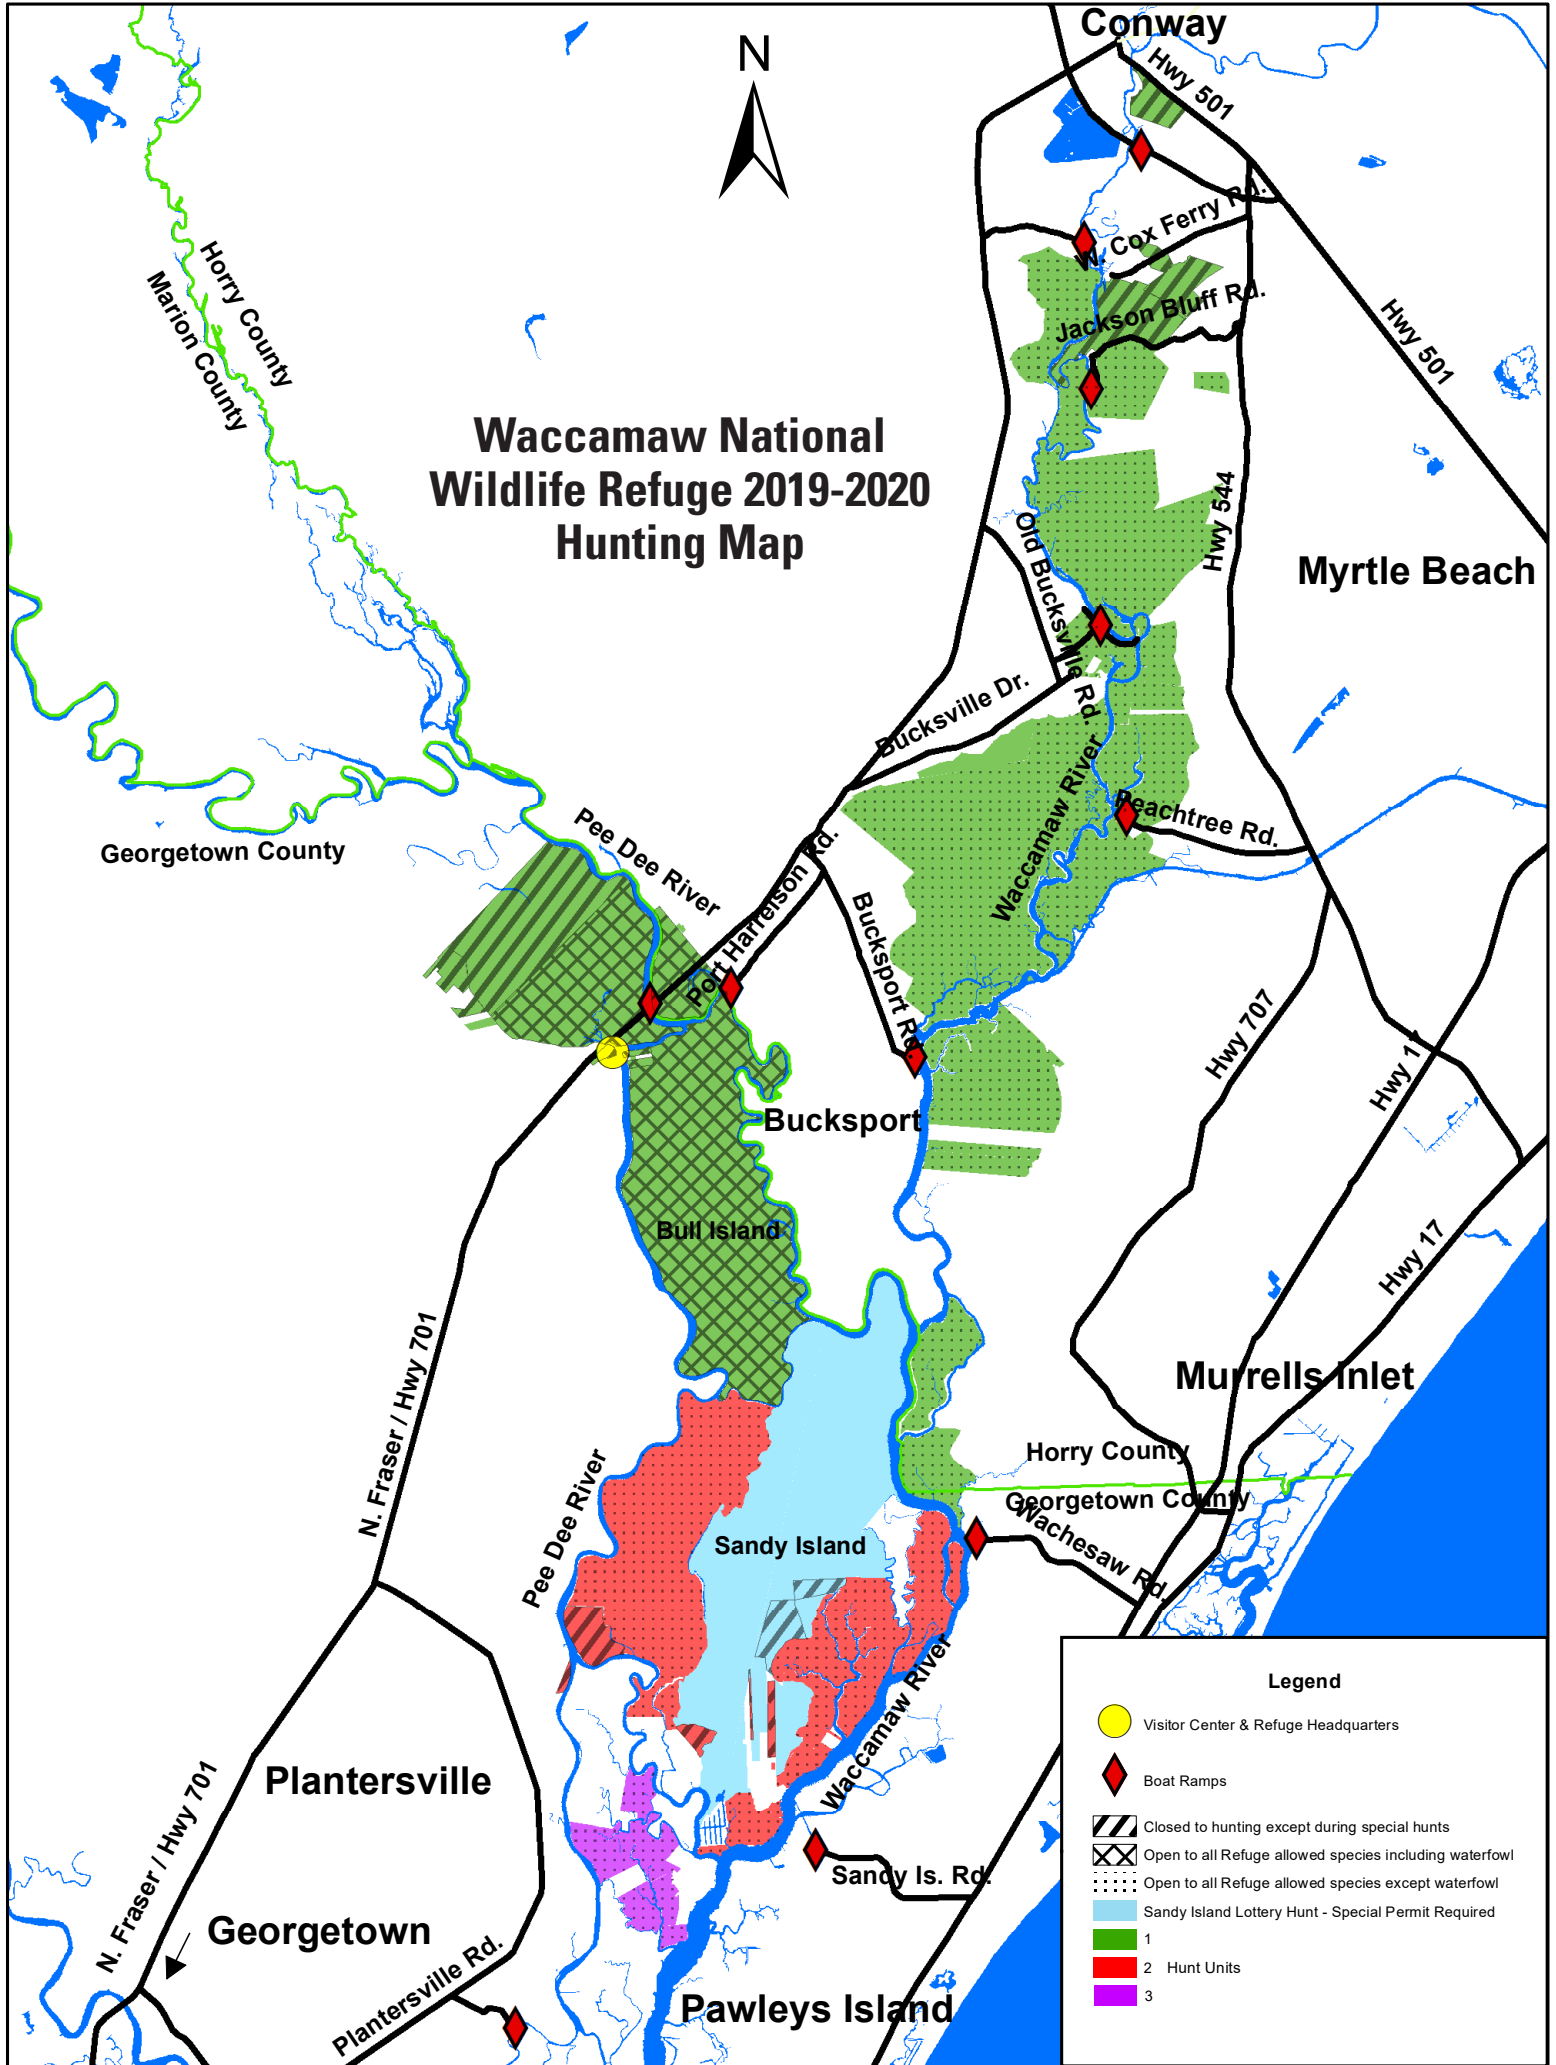 Conway
N
Hwy 501
W. Cox Ferry Rd.
Jackson Bluff Rd.
Horry County
Marion County
Hwy 501
Waccamaw National
Wildlife Refuge 2019-2020
Hunting Map
Hwy 544
Old Bucksville Rd.
Myrtle Beach
Bucksville Dr.
Waccamaw River
Peachtree Rd.
Georgetown County
Pee Dee River
Port Harrelson Rd.
Bucksport Rd.
Hwy 707
Hwy 17
Bucksport
Bull Island
Hwy 17
N. Fraser / Hwy 701
Murrells Inlet
Horry County
Georgetown County
Pee Dee River
Sandy Island
Wachesaw Rd.
Waccamaw River
Plantersville
N. Fraser / Hwy 701
Sandy Is. Rd.
Georgetown
Plantersville Rd.
Pawleys Island
Legend
Visitor Center & Refuge Headquarters
Boat Ramps
Closed to hunting except during special hunts
Open to all Refuge allowed species including waterfowl
Open to all Refuge allowed species except waterfowl
Sandy Island Lottery Hunt - Special Permit Required
1
2 Hunt Units
3